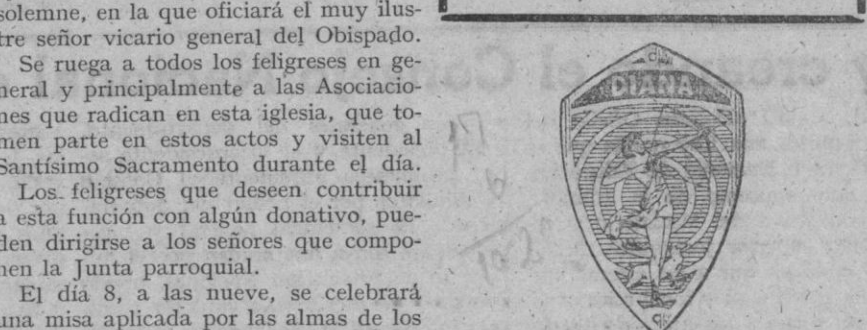 solemne, en la que oficiará el muy ilus-
tre señor vicario general del Obispado.
Se ruega a todos los feligreses en ge-
neral y principalmente a las Asociacio-
nes que radican en esta iglesia, que to-
men parte en estos actos y visiten al
Santísimo Sacramento durante el día.
Los feligreses que deseen contribuir
a esta función con algún donativo, pue-
den dirigirse a los señores que compo-
nen la Junta parroquial.
El día 8, a las nueve, se celebrará
una misa aplicada por las almas de los
C
DIANA